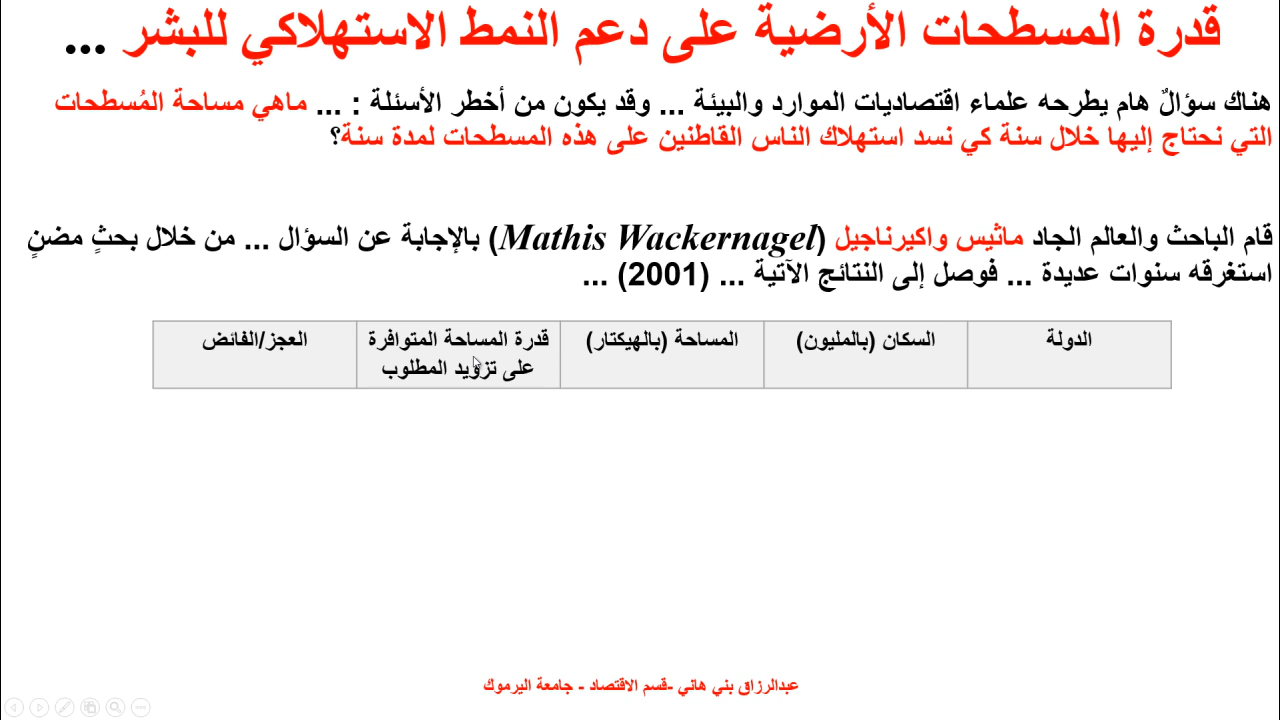 قدرة المسطحات الأرضية على دعم النمط الاستهلاكي للبشر ...
هناك سؤالٌ هام يطرحه علماء اقتصاديات الموارد والبيئة ... وقد يكون من أخطر الأسئلة : ... ماهي مساحة المُسطحات
التي نحتاج إليها خلال سنة كي نسد استهلاك الناس القاطنين على هذه المسطحات لمدة سنة؟
قام الباحث والعالم الجاد ماثيس واكيرناجيل (Mathis Wackernagel) بالإجابة عن السؤال ... من خلال بحثٍ مضنٍ
استغرقه سنوات عديدة ... فوصل إلى النتائج الآتية ... (2001) ...
الدولة
السكان (بالمليون)
المساحة (بالهيكتار)
قدرة المساحة المتوافرة
على تزويد المطلوب
العجز/الفائض
عبدالرزاق بني هاني -قسم الاقتصاد - جامعة اليرموك